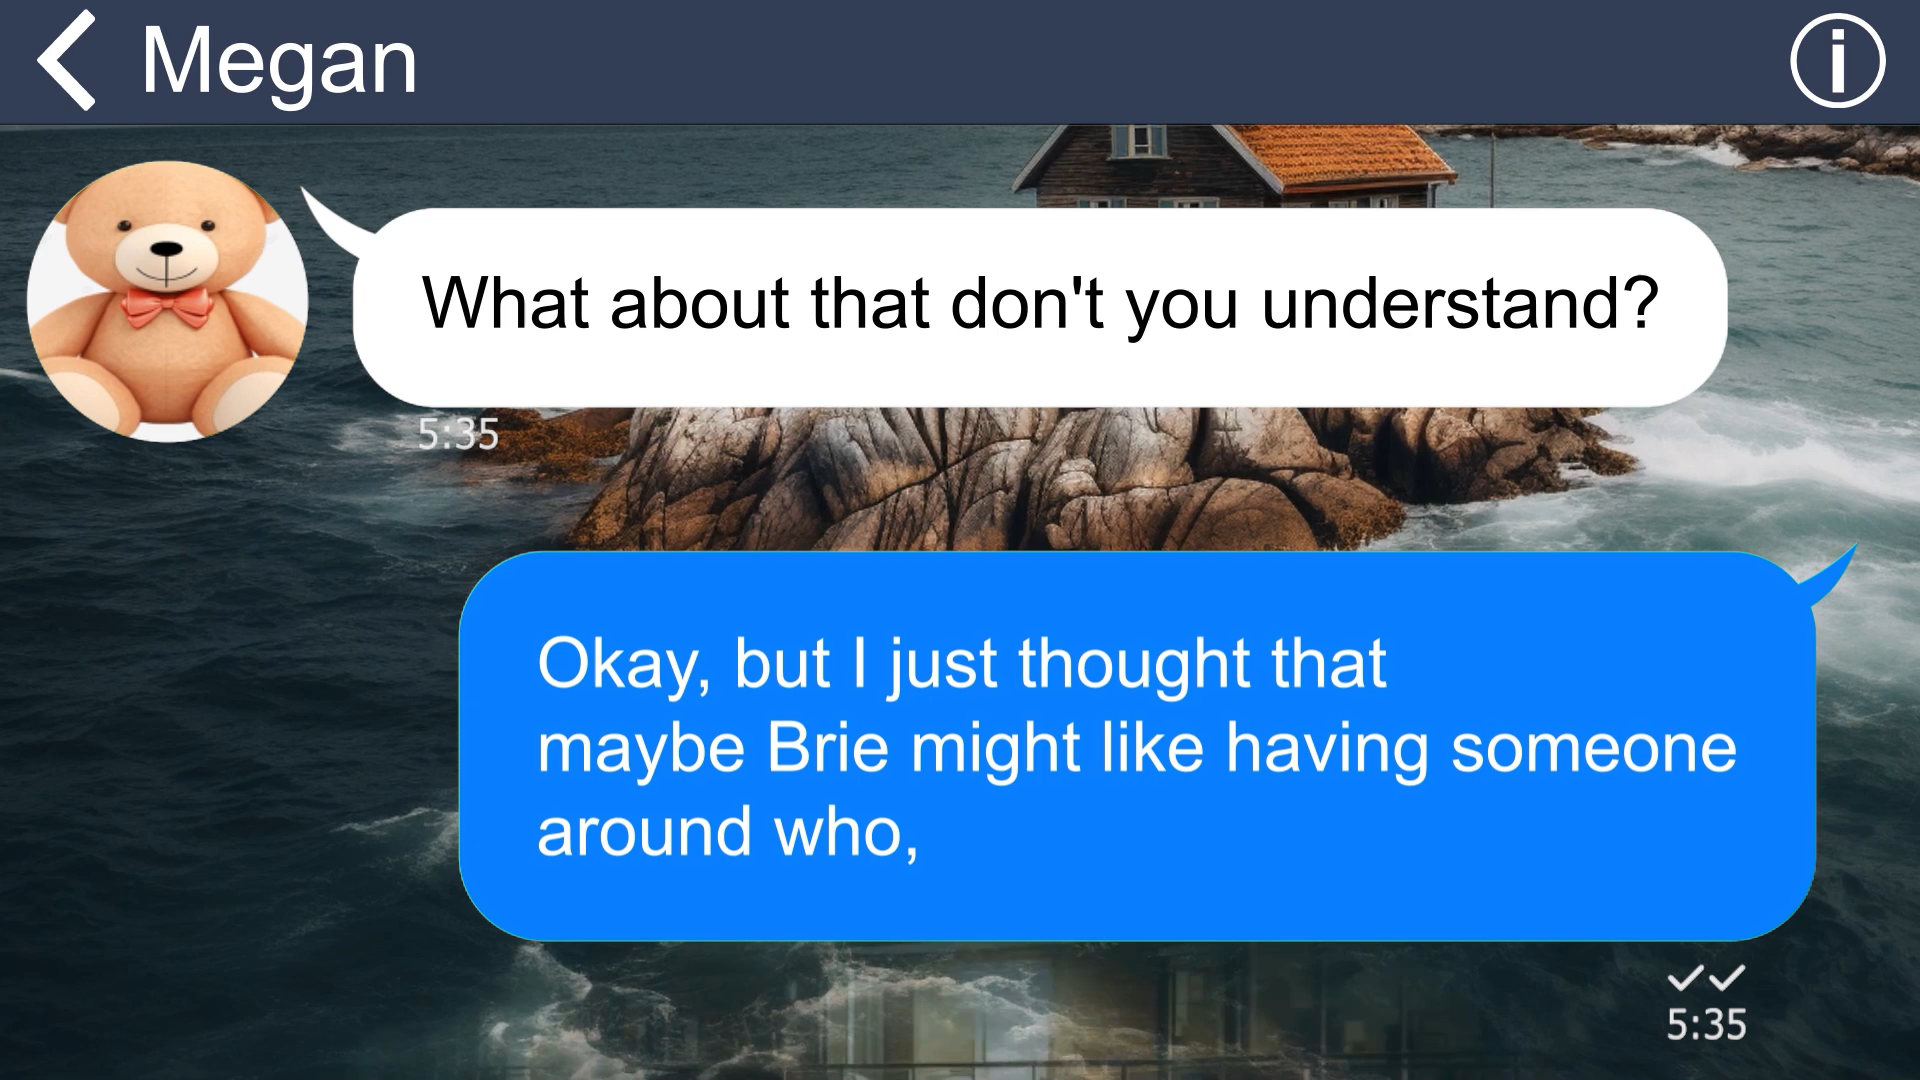 Megan
What about that don't you understand?
5:35
Okay, but I just thought that
maybe Brie might like having someone
around who,
5:35